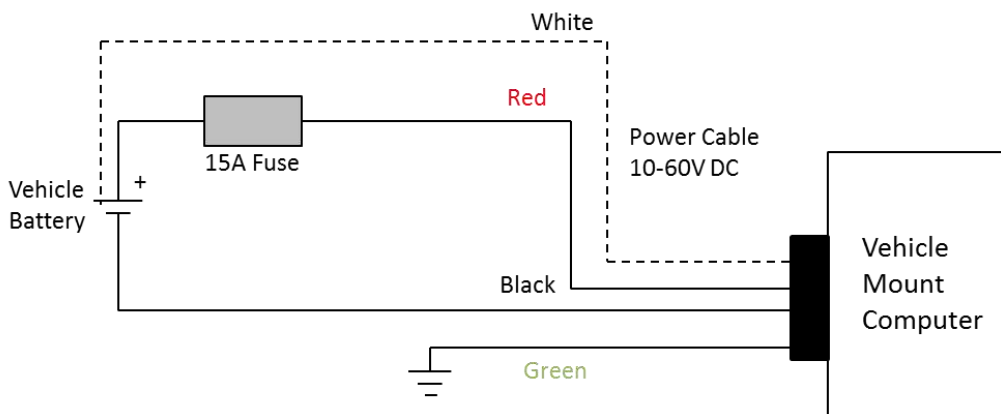 White
Red
15A Fuse
Power Cable
10-60V DC
+
Vehicle
Battery
Vehicle
Mount
Computer
Black
Green